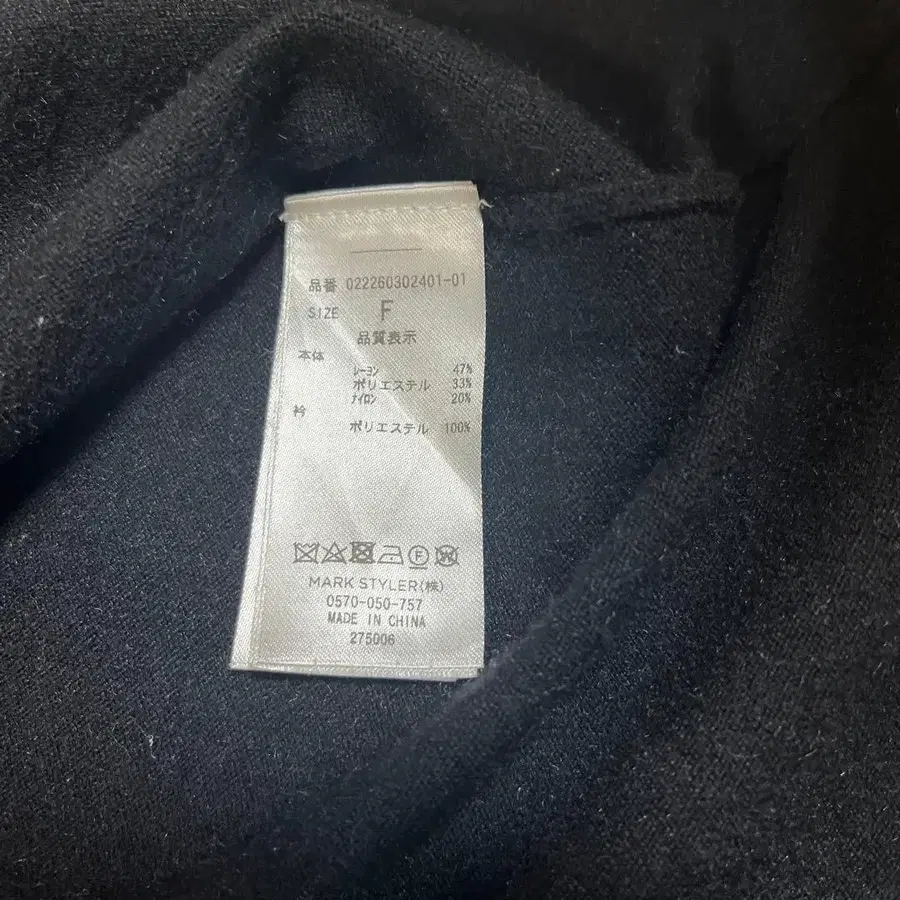 品番 022260302401-01
SIZE F
品質表示
本体
レーヨン 47%
ポリエステル 33%
ナイロン 20%
衿
ポリエステル 100%
F
MARK STYLER(株)
0570-050-757
MADE IN CHINA
275006